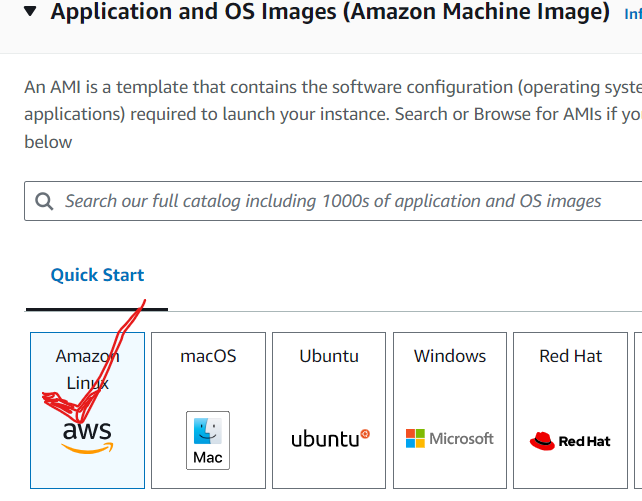 Application and OS Images (Amazon Machine Image) Inf
An AMI is a template that contains the software configuration (operating syste
applications) required to launch your instance. Search or Browse for AMIs if yo
below
Search our full catalog including 1000s of application and OS images
Quick Start
Amazon Linux
aws
macOS
Mac
Ubuntu
ubuntu
Windows
Microsoft
Red Hat
Red Hat